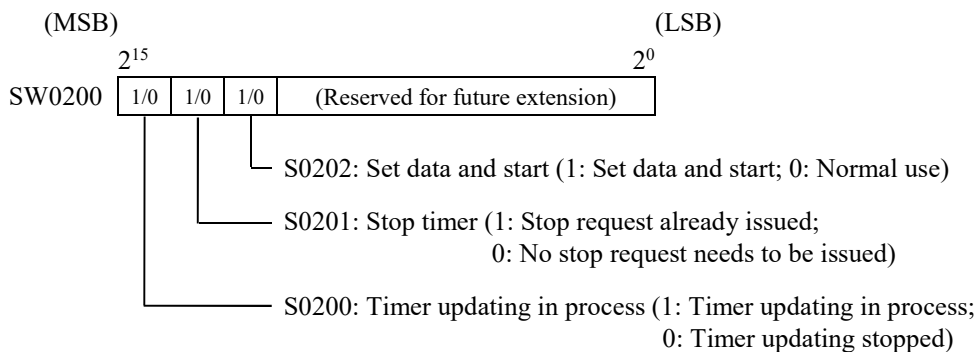 (MSB) (LSB)
2¹⁵ 2⁰
SW0200 1/0 1/0 1/0 (Reserved for future extension)
S0202: Set data and start (1: Set data and start; 0: Normal use)
S0201: Stop timer (1: Stop request already issued;
0: No stop request needs to be issued)
S0200: Timer updating in process (1: Timer updating in process;
0: Timer updating stopped)